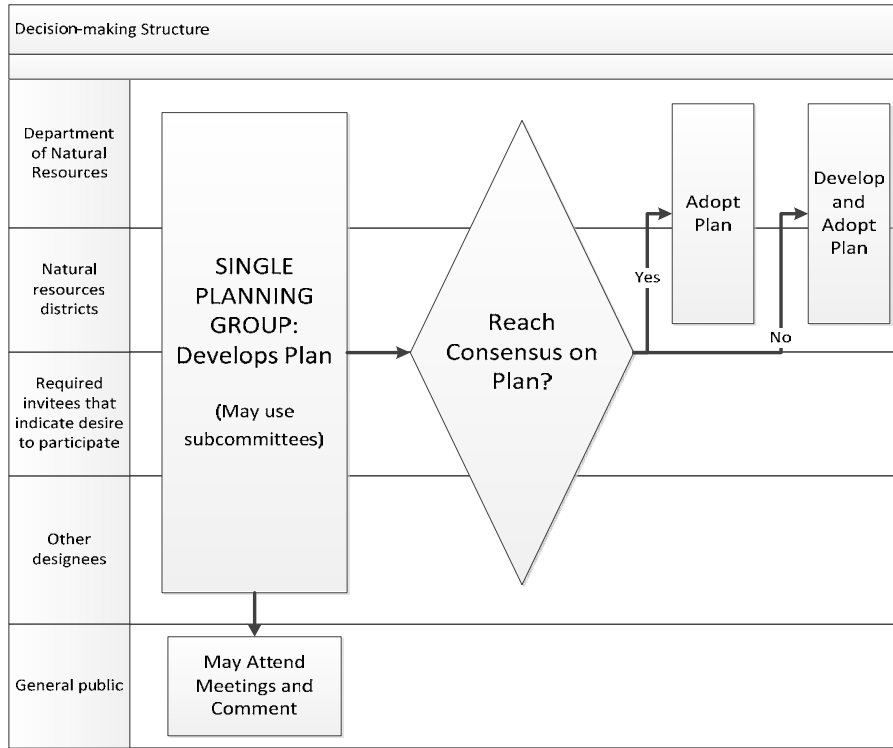 Decision-making Structure
Department
of Natural
Resources
Natural
resources
districts
Required
invitees that
indicate desire
to participate
Other
designees
General public
SINGLE
PLANNING
GROUP:
Develops Plan
(May use
subcommittees)
May Attend
Meetings and
Comment
Reach
Consensus on
Plan?
Yes
No
Adopt
Plan
Develop
and
Adopt
Plan